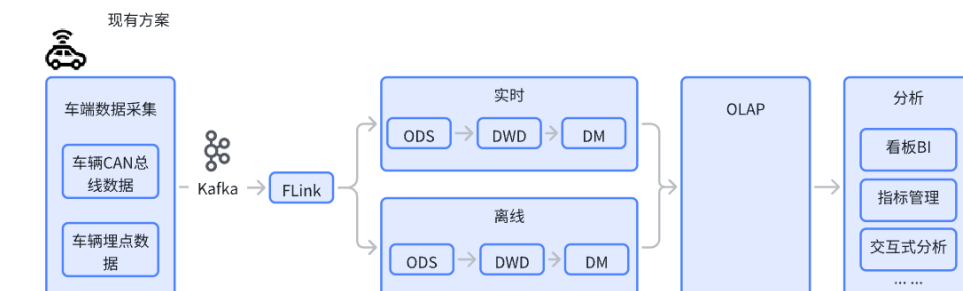 现有方案
车端数据采集
车辆CAN总
线数据
车辆埋点数
据
Kafka
FLink
实时
ODS
DWD
DM
离线
ODS
DWD
DM
OLAP
分析
看板BI
指标管理
交互式分析
... ...